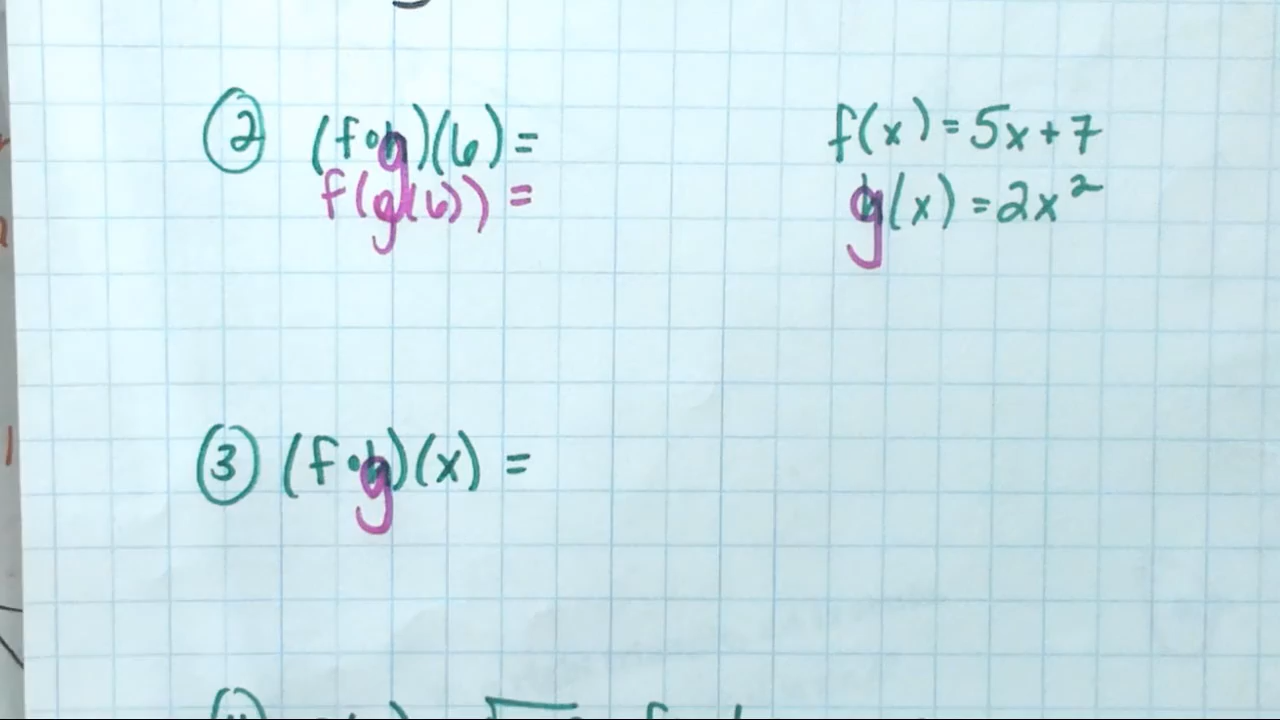 ② (f∘g)(6) =
f(g(6)) =
f(x) = 5x + 7
g(x) = 2x²
③ (f∘g)(x) =